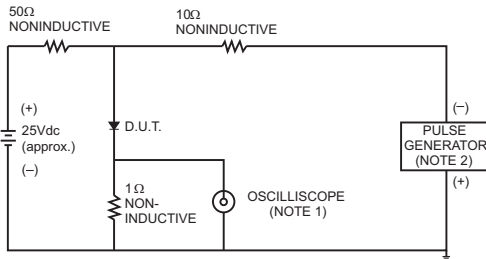 50Ω
NONINDUCTIVE
10Ω
NONINDUCTIVE
(+)
25Vdc
(approx.)
(–)
D.U.T.
1Ω
NON-
INDUCTIVE
OSCILLISCOPE
(NOTE 1)
(–)
PULSE
GENERATOR
(NOTE 2)
(+)